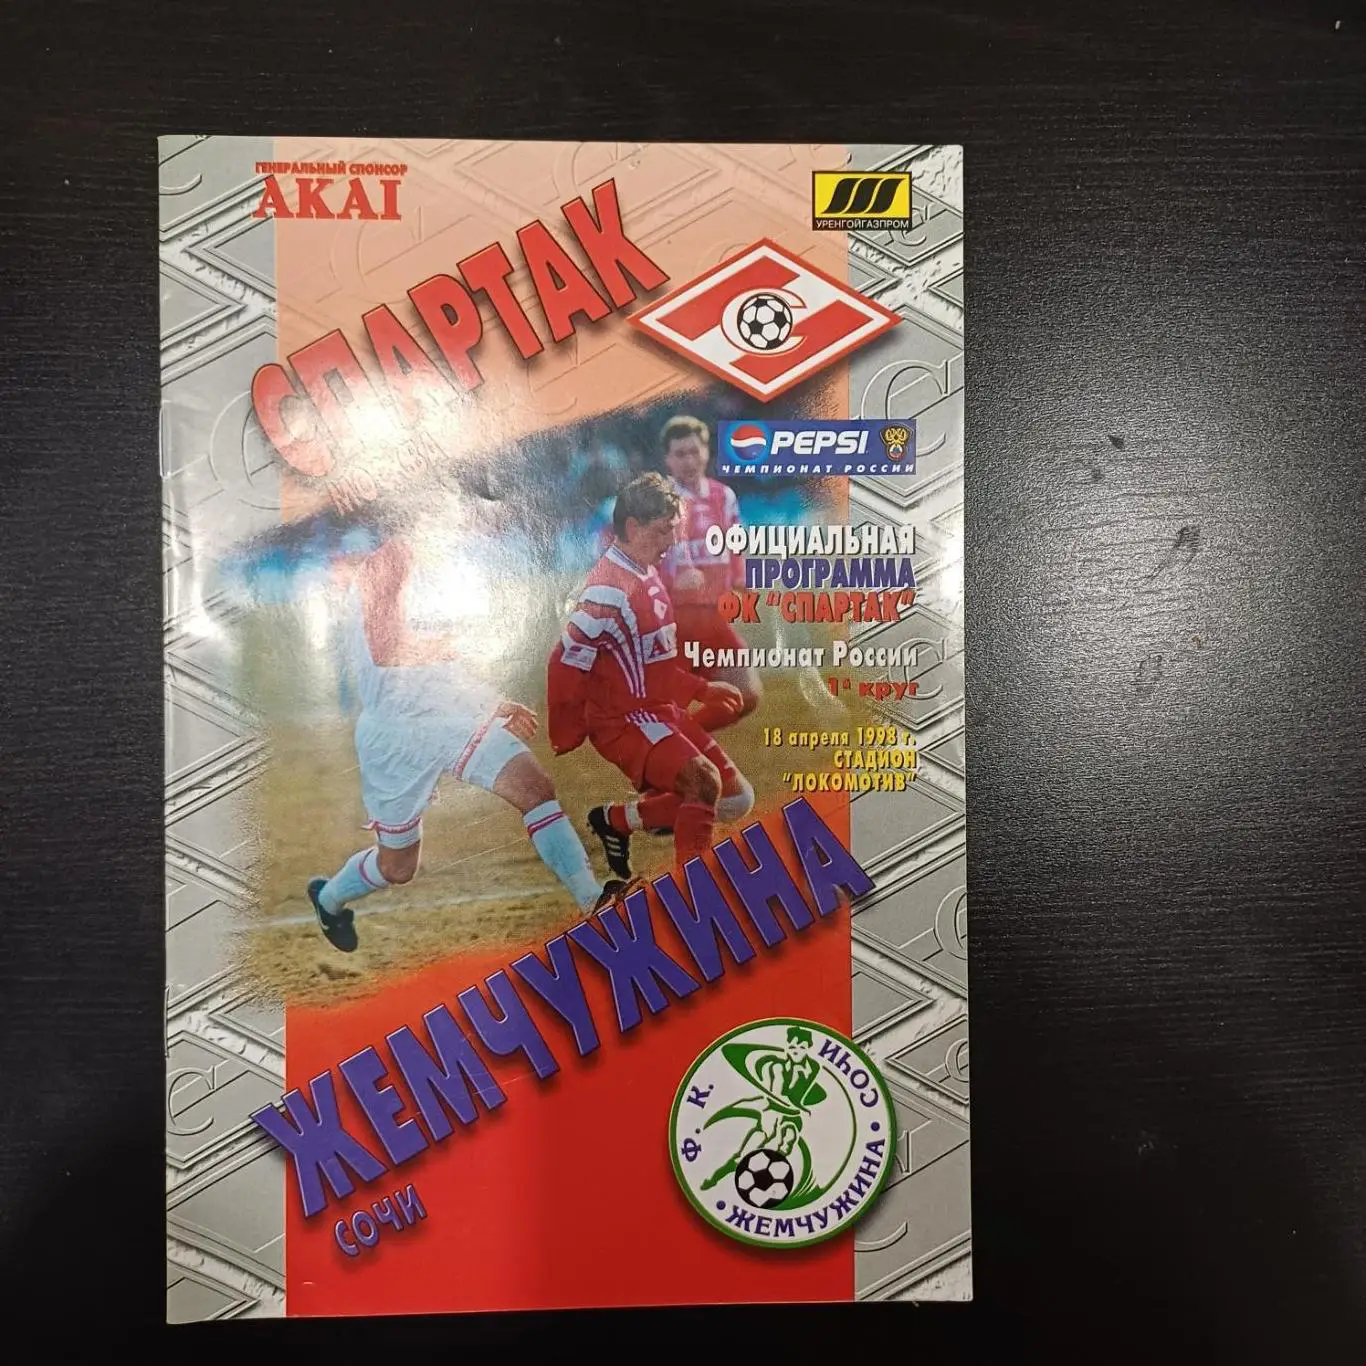 ГЕНЕРАЛЬНЫЙ СПОНСОР
AKAI
УРЕНГОЙГАЗПРОМ
СПАРТАК
PEPSI
ЧЕМПИОНАТ РОССИИ
ОФИЦИАЛЬНАЯ
ПРОГРАММА
ФК "СПАРТАК"
Чемпионат России
1й круг
18 апреля 1998 г.
СТАДИОН
"ЛОКОМОТИВ"
ЖЕМЧУЖИНА
СОЧИ
Ф.К. ЖЕМЧУЖИНА • СОЧИ